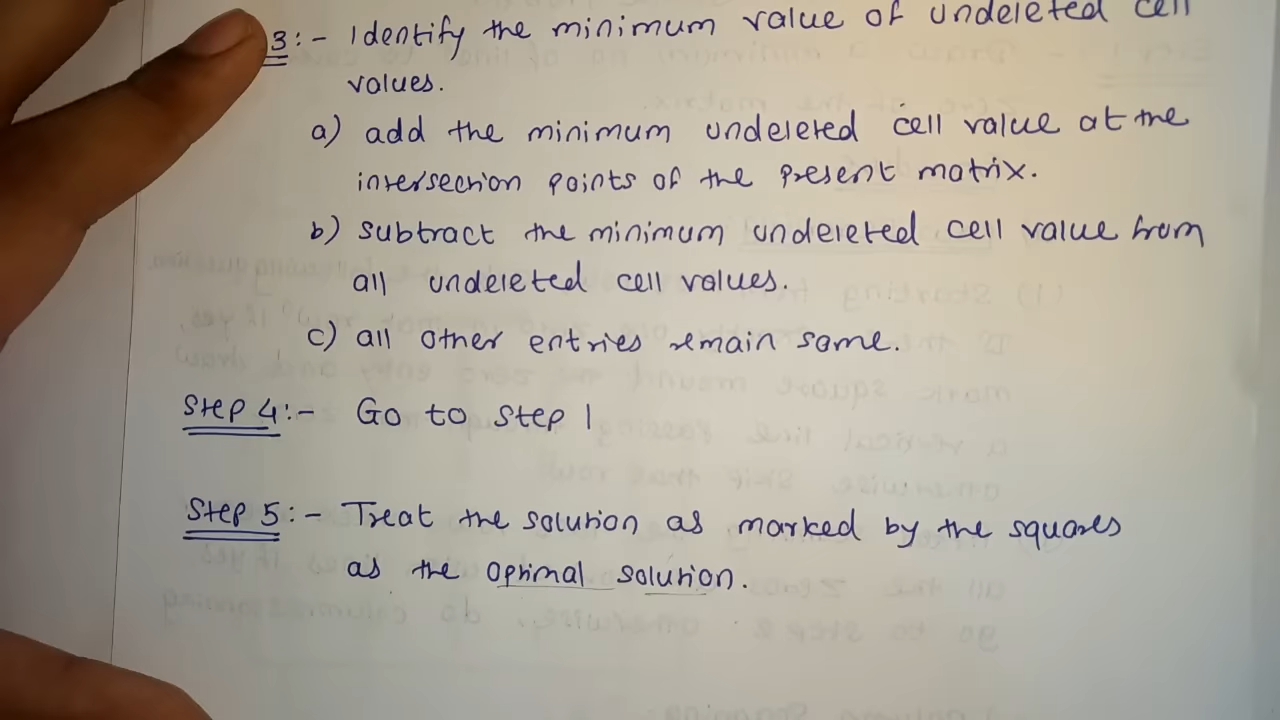 3:- Identify the minimum value of undeleted cell
values.
a) add the minimum undeleted cell value at the
intersection points of the present matrix.
b) subtract the minimum undeleted cell value from
all undeleted cell values.
c) all other entries remain same.
Step 4:- Go to step 1
Step 5:- Treat the solution as marked by the squares
as the optimal solution.